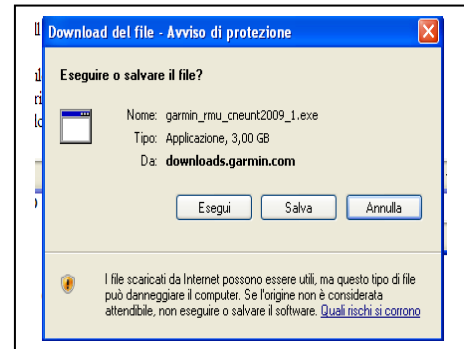 Download del file - Avviso di protezione
Eseguire o salvare il file?
Nome: garmin_rmu_cneunt2009_1.exe
Tipo: Applicazione, 3,00 GB
Da: downloads.garmin.com
Esegui Salva Annulla
I file scaricati da Internet possono essere utili, ma questo tipo di file
può danneggiare il computer. Se l'origine non è considerata
attendibile, non eseguire o salvare il software. Quali rischi si corrono